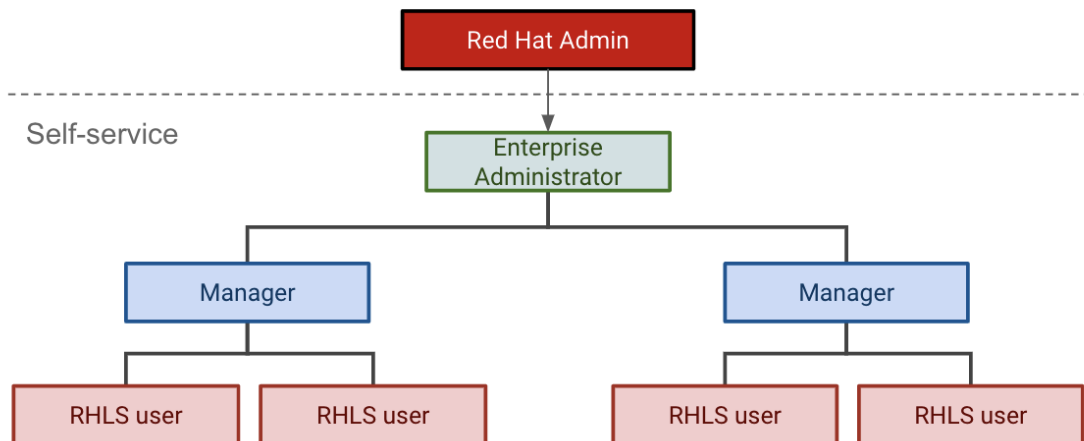 Red Hat Admin
Self-service
Enterprise
Administrator
Manager
Manager
RHLS user
RHLS user
RHLS user
RHLS user